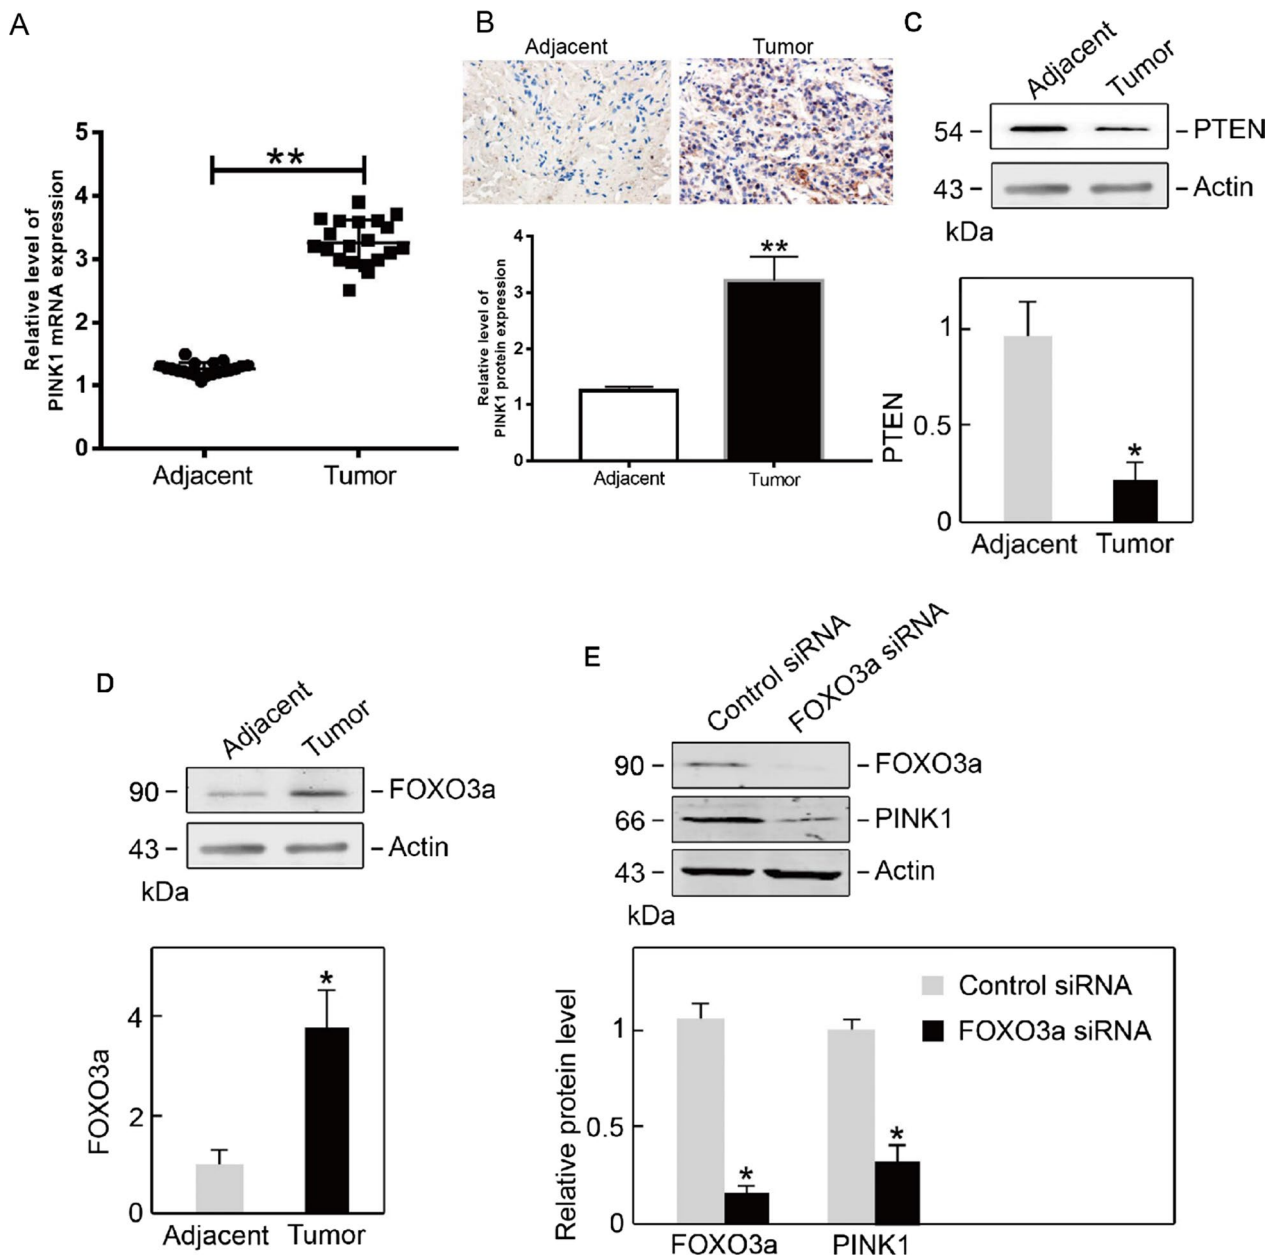 A
Relative level of
PINK1 mRNA expression
5
4
3
2
1
0
**
Adjacent
Tumor
B
Adjacent
Tumor
Relative level of
PINK1 protein expression
4
3
2
1
0
**
Adjacent
Tumor
C
Adjacent
Tumor
54
PTEN
43
Actin
kDa
PTEN
1
0.5
0
*
Adjacent
Tumor
D
Adjacent
Tumor
90
FOXO3a
43
Actin
kDa
FOXO3a
4
2
0
*
Adjacent
Tumor
E
Control siRNA
FOXO3a siRNA
90
FOXO3a
66
PINK1
43
Actin
kDa
Relative protein level
1
0.5
0
Control siRNA
FOXO3a siRNA
*
*
FOXO3a
PINK1